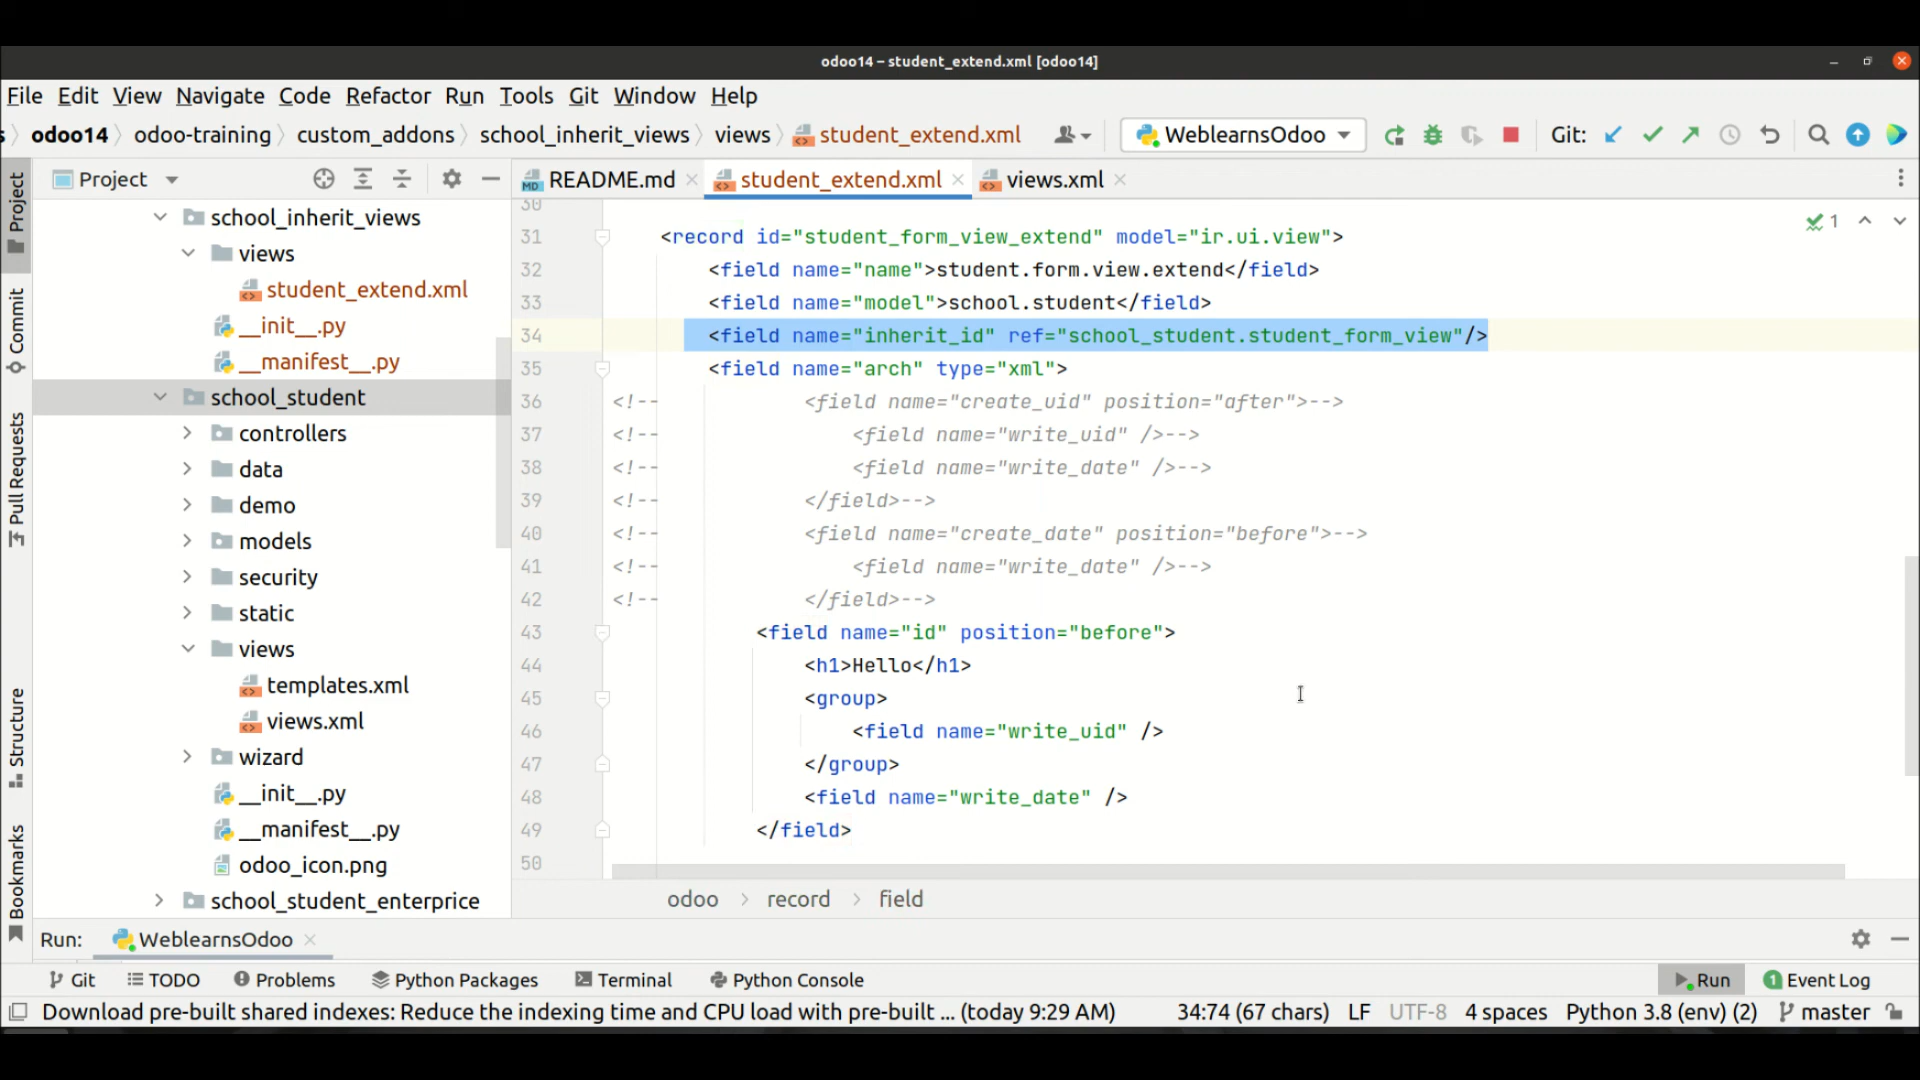 odoo14 – student_extend.xml [odoo14]
File Edit View Navigate Code Refactor Run Tools Git Window Help
odoo14 odoo-training custom_addons school_inherit_views views student_extend.xml WeblearnsOdoo Git:
Project README.md student_extend.xml views.xml
Project
Commit
Pull Requests
Structure
Bookmarks
school_inherit_views
views
student_extend.xml
__init__.py
__manifest__.py
school_student
controllers
data
demo
models
security
static
views
templates.xml
views.xml
wizard
__init__.py
__manifest__.py
odoo_icon.png
school_student_enterprice
1
30
31 <record id="student_form_view_extend" model="ir.ui.view">
32 <field name="name">student.form.view.extend</field>
33 <field name="model">school.student</field>
34 <field name="inherit_id" ref="school_student.student_form_view"/>
35 <field name="arch" type="xml">
36 <!-- <field name="create_uid" position="after">-->
37 <!-- <field name="write_uid" />-->
38 <!-- <field name="write_date" />-->
39 <!-- </field>-->
40 <!-- <field name="create_date" position="before">-->
41 <!-- <field name="write_date" />-->
42 <!-- </field>-->
43 <field name="id" position="before">
44 <h1>Hello</h1>
45 <group>
46 <field name="write_uid" />
47 </group>
48 <field name="write_date" />
49 </field>
50
odoo record field
Run: WeblearnsOdoo
Git TODO Problems Python Packages Terminal Python Console Run 1 Event Log
Download pre-built shared indexes: Reduce the indexing time and CPU load with pre-built ... (today 9:29 AM) 34:74 (67 chars) LF UTF-8 4 spaces Python 3.8 (env) (2) master